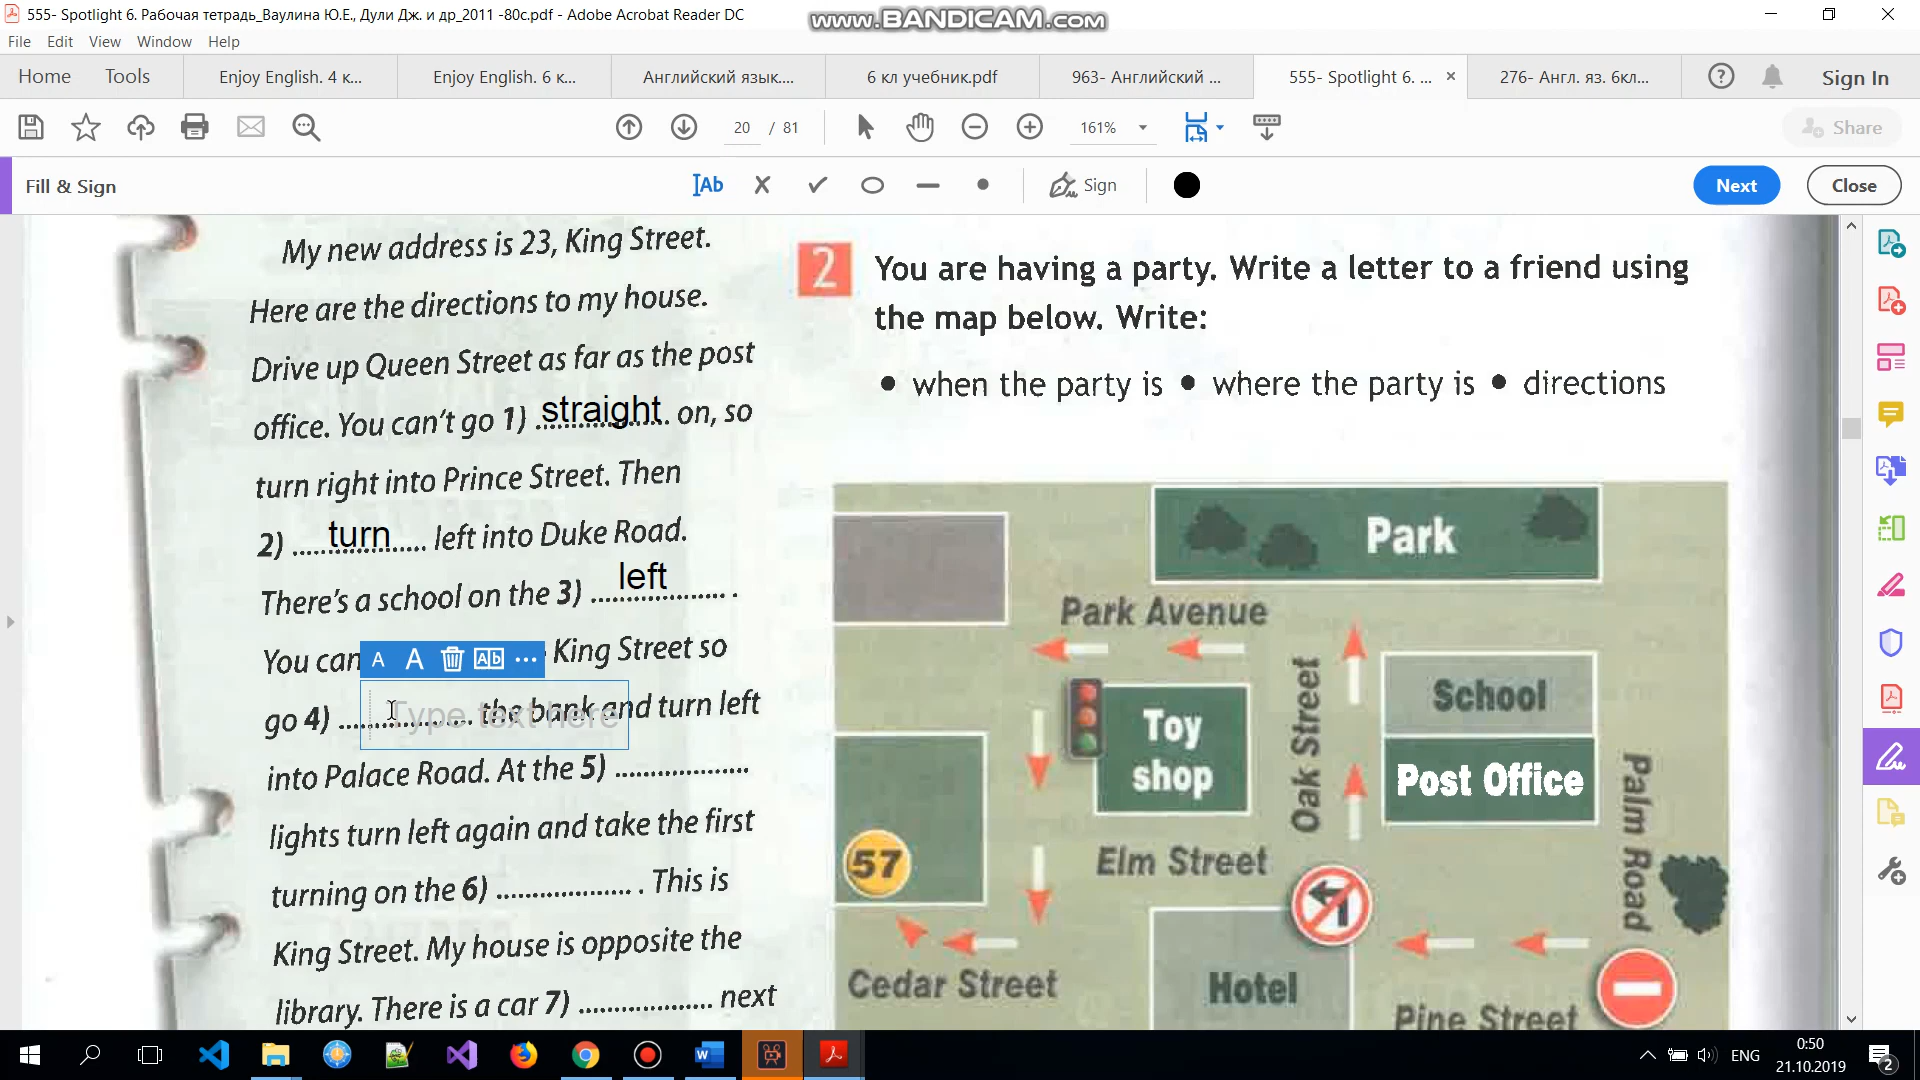 555- Spotlight 6. Рабочая тетрадь_Ваулина Ю.Е., Дули Дж. и др_2011 -80с.pdf - Adobe Acrobat Reader DC
www.BANDICAM.com
File Edit View Window Help
Home Tools Enjoy English. 4 к... Enjoy English. 6 к... Английский язык.... 6 кл учебник.pdf 963- Английский ... 555- Spotlight 6. ... 276- Англ. яз. 6кл... Sign In
20 / 81 161% Share
Fill & Sign Ab Sign Next Close
My new address is 23, King Street.
Here are the directions to my house.
Drive up Queen Street as far as the post
office. You can't go 1) straight on, so
turn right into Prince Street. Then
2) turn left into Duke Road.
There's a school on the 3) left .
You can King Street so
A A Ab ...
go 4) .................... the bank and turn left
Type text here
into Palace Road. At the 5) ....................
lights turn left again and take the first
turning on the 6) .................... . This is
King Street. My house is opposite the
library. There is a car 7) .................... next
2 You are having a party. Write a letter to a friend using
the map below. Write:
• when the party is • where the party is • directions
Park
Park Avenue
School
Toy
shop
Oak Street
Post Office
Palm Road
57
Elm Street
Cedar Street
Hotel
Pine Street
ENG
0:50
21.10.2019
2